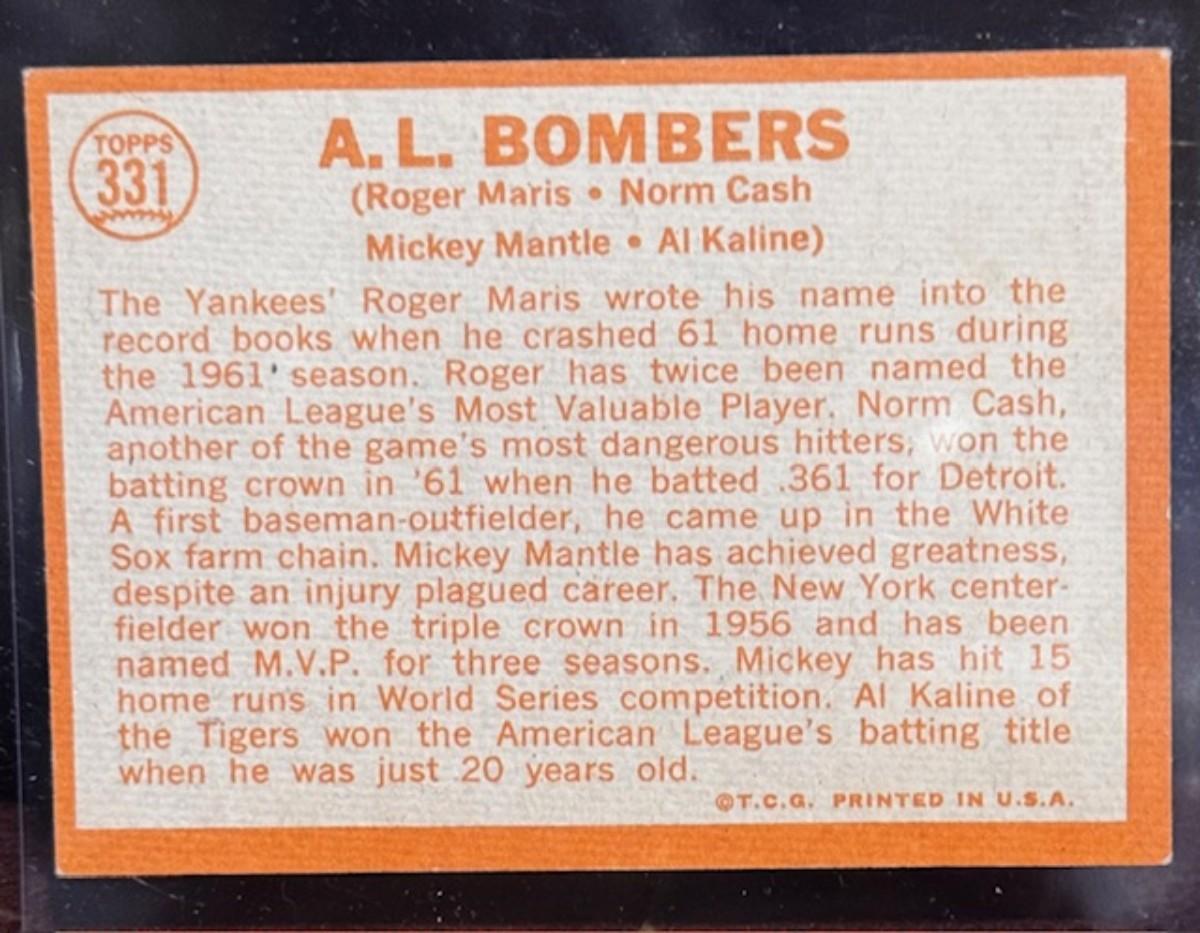 TOPPS
331
A. L. BOMBERS
(Roger Maris • Norm Cash
Mickey Mantle • Al Kaline)
The Yankees' Roger Maris wrote his name into the
record books when he crashed 61 home runs during
the 1961 season. Roger has twice been named the
American League's Most Valuable Player. Norm Cash,
another of the game's most dangerous hitters, won the
batting crown in '61 when he batted .361 for Detroit.
A first baseman-outfielder, he came up in the White
Sox farm chain. Mickey Mantle has achieved greatness,
despite an injury plagued career. The New York center-
fielder won the triple crown in 1956 and has been
named M.V.P. for three seasons. Mickey has hit 15
home runs in World Series competition. Al Kaline of
the Tigers won the American League's batting title
when he was just 20 years old.
©T.C.G. PRINTED IN U.S.A.